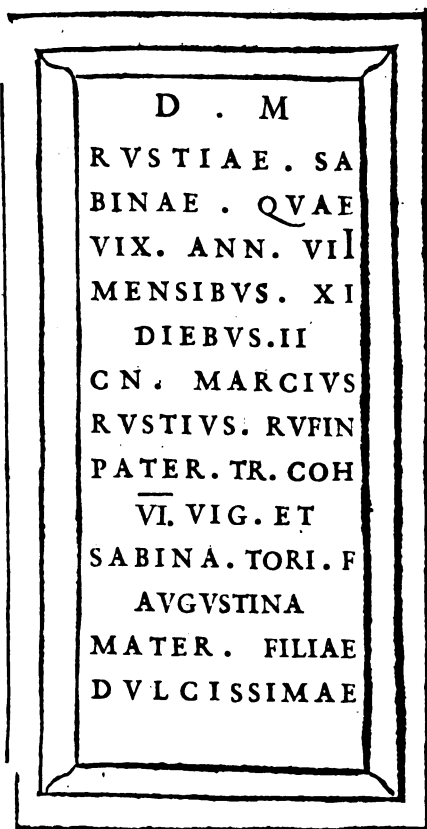 D . M
RVSTIAE . SA
BINAE . QVAE
VIX. ANN. VII
MENSIBVS. XI
DIEBVS.II
CN. MARCIVS
RVSTIVS. RVFIN
PATER. TR. COH
V̅I̅. VIG. ET
SABINA. TORI. F
AVGVSTINA
MATER. FILIAE
DVLCISSIMAE